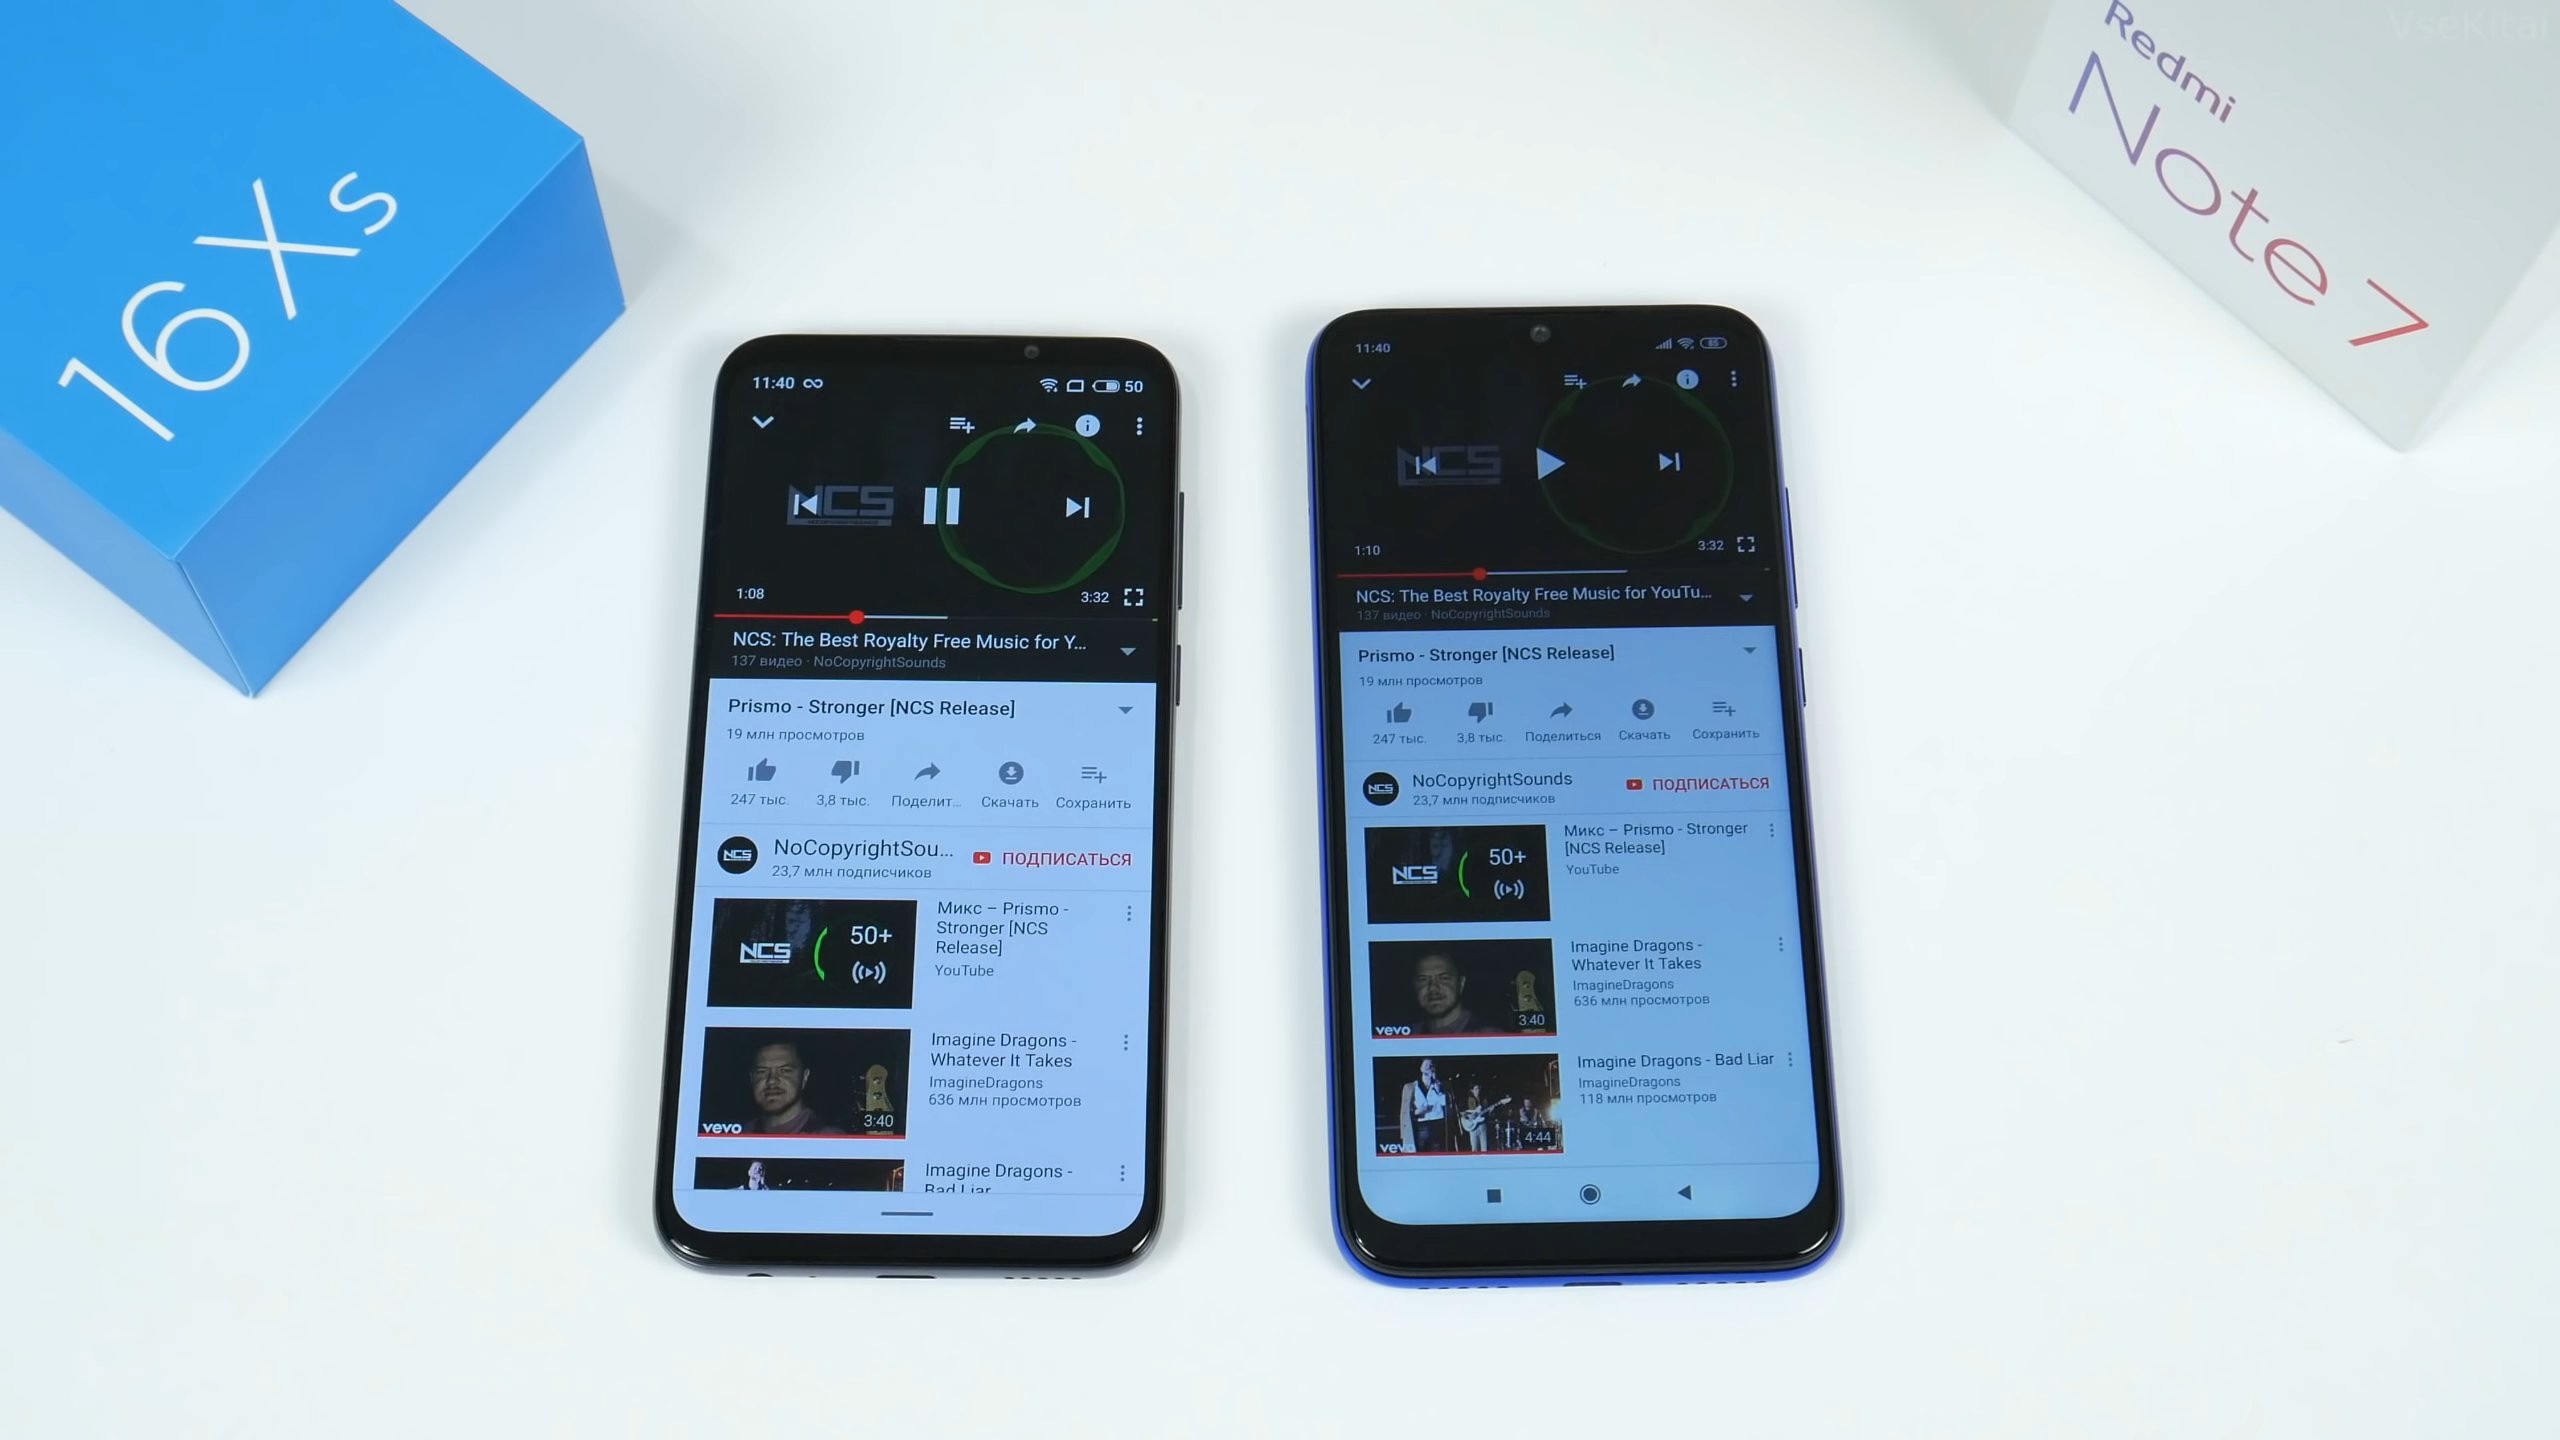 16Xs
Redmi
Note 7
VseKitai
11:40
50
NCS
1:08
3:32
NCS: The Best Royalty Free Music for Y...
137 видео · NoCopyrightSounds
Prismo - Stronger [NCS Release]
19 млн просмотров
247 тыс.
3,8 тыс.
Поделит...
Скачать
Сохранить
NCS
NoCopyrightSou...
23,7 млн подписчиков
ПОДПИСАТЬСЯ
NCS
50+
Микс – Prismo -
Stronger [NCS
Release]
YouTube
vevo
3:40
Imagine Dragons -
Whatever It Takes
ImagineDragons
636 млн просмотров
Imagine Dragons -
Bad Liar
11:40
85
NCS
1:10
3:32
NCS: The Best Royalty Free Music for YouTu...
137 видео · NoCopyrightSounds
Prismo - Stronger [NCS Release]
19 млн просмотров
247 тыс.
3,8 тыс.
Поделиться
Скачать
Сохранить
NCS
NoCopyrightSounds
23,7 млн подписчиков
ПОДПИСАТЬСЯ
NCS
50+
Микс – Prismo - Stronger
[NCS Release]
YouTube
vevo
3:40
Imagine Dragons -
Whatever It Takes
ImagineDragons
636 млн просмотров
vevo
4:44
Imagine Dragons - Bad Liar
ImagineDragons
118 млн просмотров